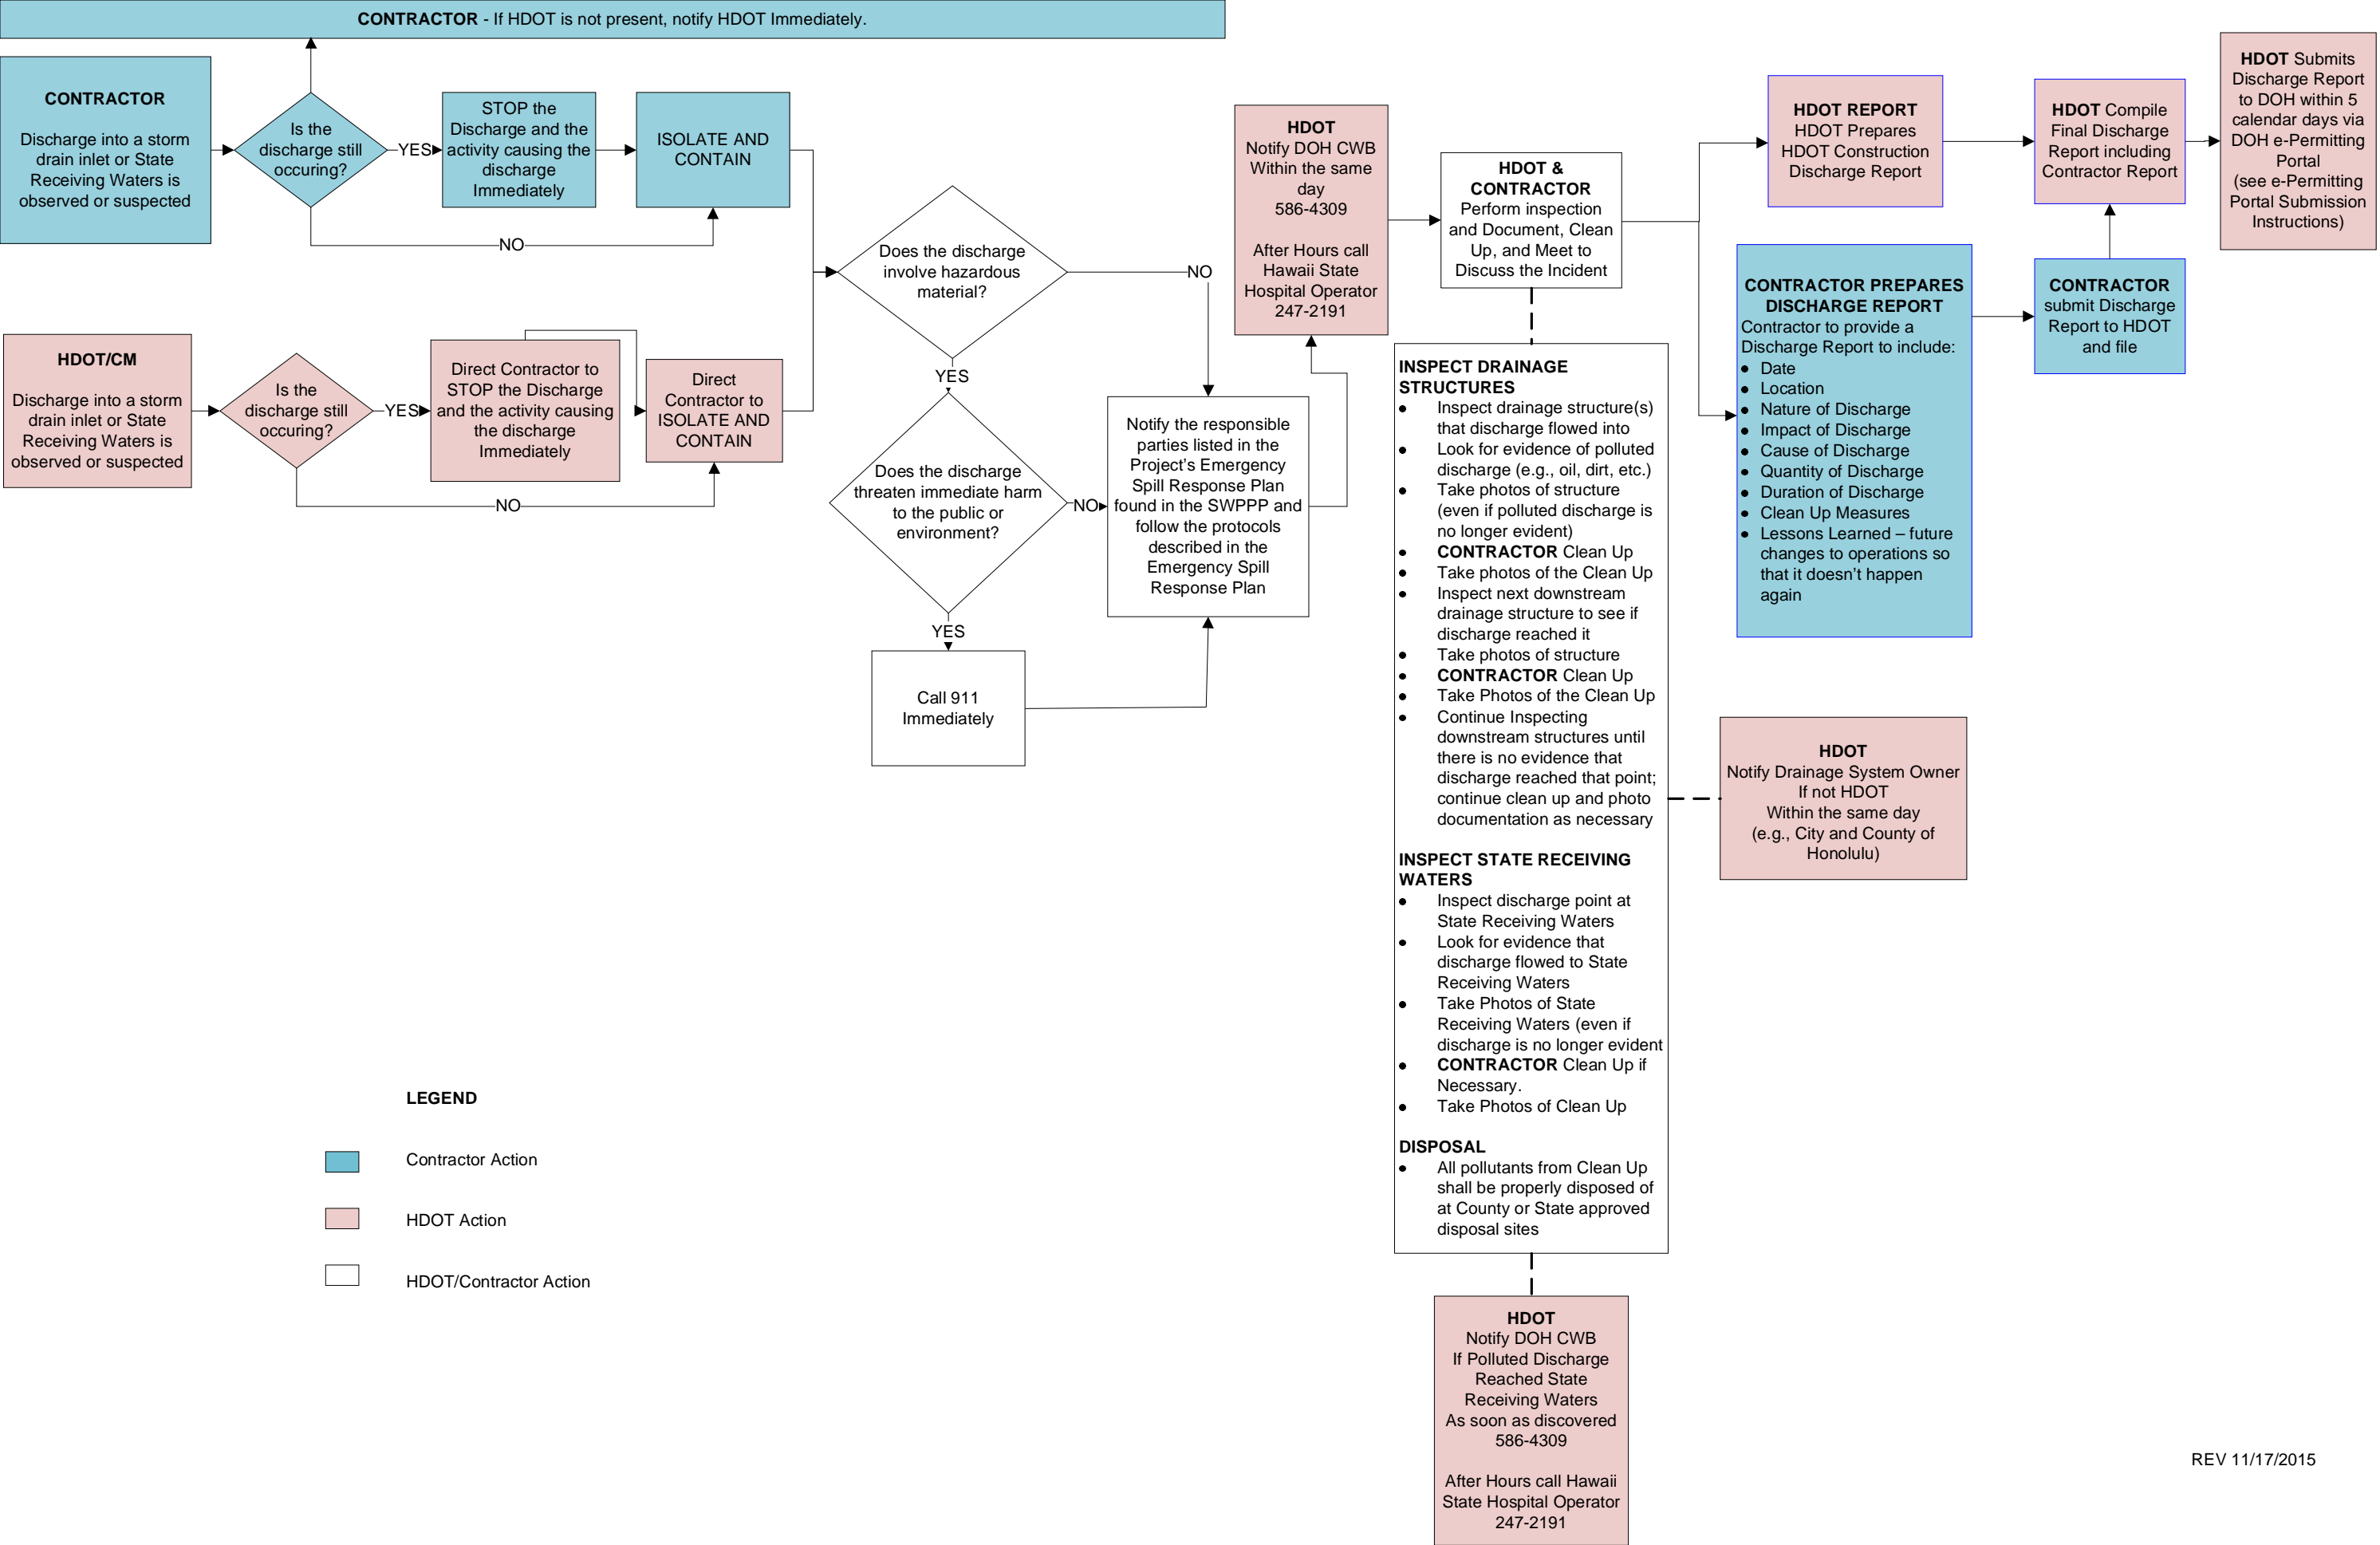 CONTRACTOR - If HDOT is not present, notify HDOT Immediately.
CONTRACTOR
Discharge into a storm
drain inlet or State
Receiving Waters is
observed or suspected
Is the
discharge still
occuring?
YES
STOP the
Discharge and the
activity causing the
discharge
Immediately
ISOLATE AND
CONTAIN
NO
HDOT/CM
Discharge into a storm
drain inlet or State
Receiving Waters is
observed or suspected
Is the
discharge still
occuring?
YES
Direct Contractor to
STOP the Discharge
and the activity causing
the discharge
Immediately
Direct
Contractor to
ISOLATE AND
CONTAIN
NO
Does the discharge
involve hazardous
material?
NO
YES
Does the discharge
threaten immediate harm
to the public or
environment?
NO
YES
Call 911
Immediately
Notify the responsible
parties listed in the
Project's Emergency
Spill Response Plan
found in the SWPPP and
follow the protocols
described in the
Emergency Spill
Response Plan
HDOT
Notify DOH CWB
Within the same
day
586-4309
After Hours call
Hawaii State
Hospital Operator
247-2191
HDOT &
CONTRACTOR
Perform inspection
and Document, Clean
Up, and Meet to
Discuss the Incident
INSPECT DRAINAGE
STRUCTURES
● Inspect drainage structure(s)
that discharge flowed into
● Look for evidence of polluted
discharge (e.g., oil, dirt, etc.)
● Take photos of structure
(even if polluted discharge is
no longer evident)
● CONTRACTOR Clean Up
● Take photos of the Clean Up
● Inspect next downstream
drainage structure to see if
discharge reached it
● Take photos of structure
● CONTRACTOR Clean Up
● Take Photos of the Clean Up
● Continue Inspecting
downstream structures until
there is no evidence that
discharge reached that point;
continue clean up and photo
documentation as necessary
INSPECT STATE RECEIVING
WATERS
● Inspect discharge point at
State Receiving Waters
● Look for evidence that
discharge flowed to State
Receiving Waters
● Take Photos of State
Receiving Waters (even if
discharge is no longer evident
● CONTRACTOR Clean Up if
Necessary.
● Take Photos of Clean Up
DISPOSAL
● All pollutants from Clean Up
shall be properly disposed of
at County or State approved
disposal sites
HDOT
Notify DOH CWB
If Polluted Discharge
Reached State
Receiving Waters
As soon as discovered
586-4309
After Hours call Hawaii
State Hospital Operator
247-2191
HDOT REPORT
HDOT Prepares
HDOT Construction
Discharge Report
CONTRACTOR PREPARES
DISCHARGE REPORT
Contractor to provide a
Discharge Report to include:
● Date
● Location
● Nature of Discharge
● Impact of Discharge
● Cause of Discharge
● Quantity of Discharge
● Duration of Discharge
● Clean Up Measures
● Lessons Learned – future
changes to operations so
that it doesn't happen
again
HDOT Compile
Final Discharge
Report including
Contractor Report
CONTRACTOR
submit Discharge
Report to HDOT
and file
HDOT Submits
Discharge Report
to DOH within 5
calendar days via
DOH e-Permitting
Portal
(see e-Permitting
Portal Submission
Instructions)
HDOT
Notify Drainage System Owner
If not HDOT
Within the same day
(e.g., City and County of
Honolulu)
LEGEND
Contractor Action
HDOT Action
HDOT/Contractor Action
REV 11/17/2015